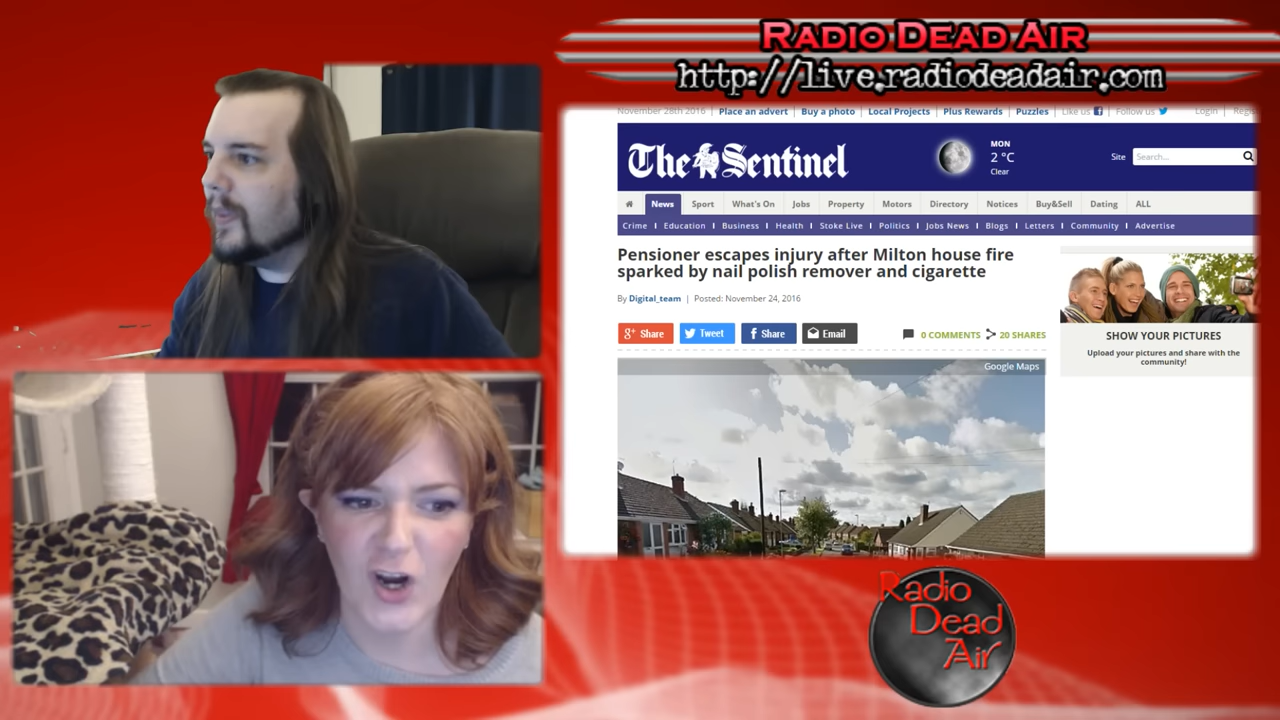 Radio Dead Air
http://live.radiodeadair.com
November 28th 2016 | Place an advert | Buy a photo | Local Projects | Plus Rewards | Puzzles | Like us | Follow us Login
The Sentinel
MON
2 °C
Clear
Site Search...
News Sport What's On Jobs Property Motors Directory Notices Buy&Sell Dating ALL
Crime | Education | Business | Health | Stoke Live | Politics | Jobs News | Blogs | Letters | Community | Advertise
Pensioner escapes injury after Milton house fire
sparked by nail polish remover and cigarette
By Digital_team | Posted: November 24, 2016
g+ Share Tweet f Share Email 0 COMMENTS 20 SHARES
Google Maps
SHOW YOUR PICTURES
Upload your pictures and share with the
community!
Radio
Dead
Air